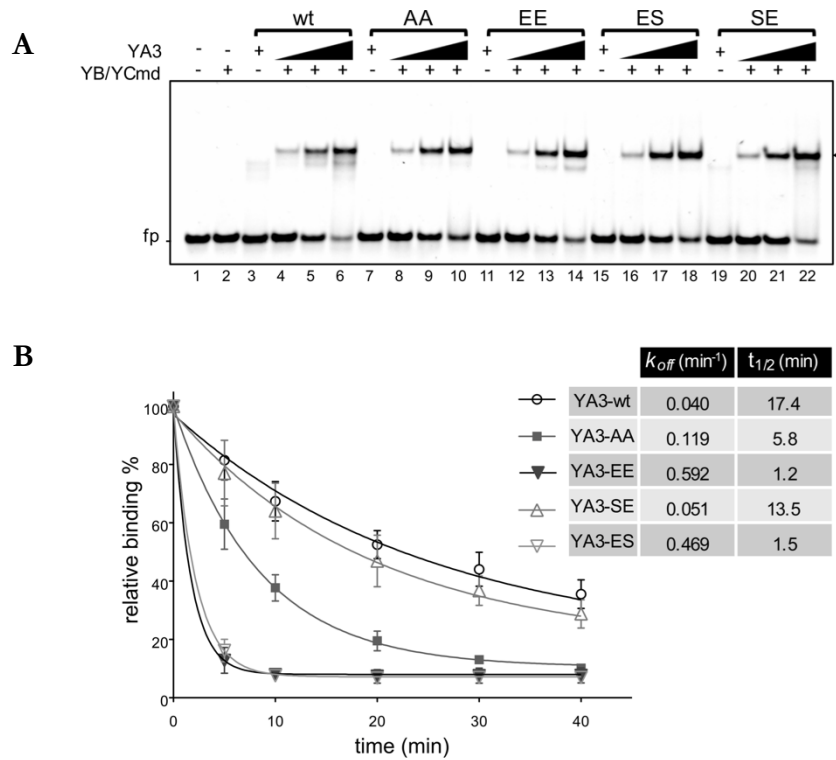 A
wt AA EE ES SE
YA3 - - + + + + +
YB/YCmd - + - + + + - + + + - + + + - + + + - + + +
fp
1 2 3 4 5 6 7 8 9 10 11 12 13 14 15 16 17 18 19 20 21 22
B
k_off (min⁻¹) t₁/₂ (min)
YA3-wt 0.040 17.4
YA3-AA 0.119 5.8
YA3-EE 0.592 1.2
YA3-SE 0.051 13.5
YA3-ES 0.469 1.5
relative binding %
100
80
60
40
20
0
0 10 20 30 40
time (min)